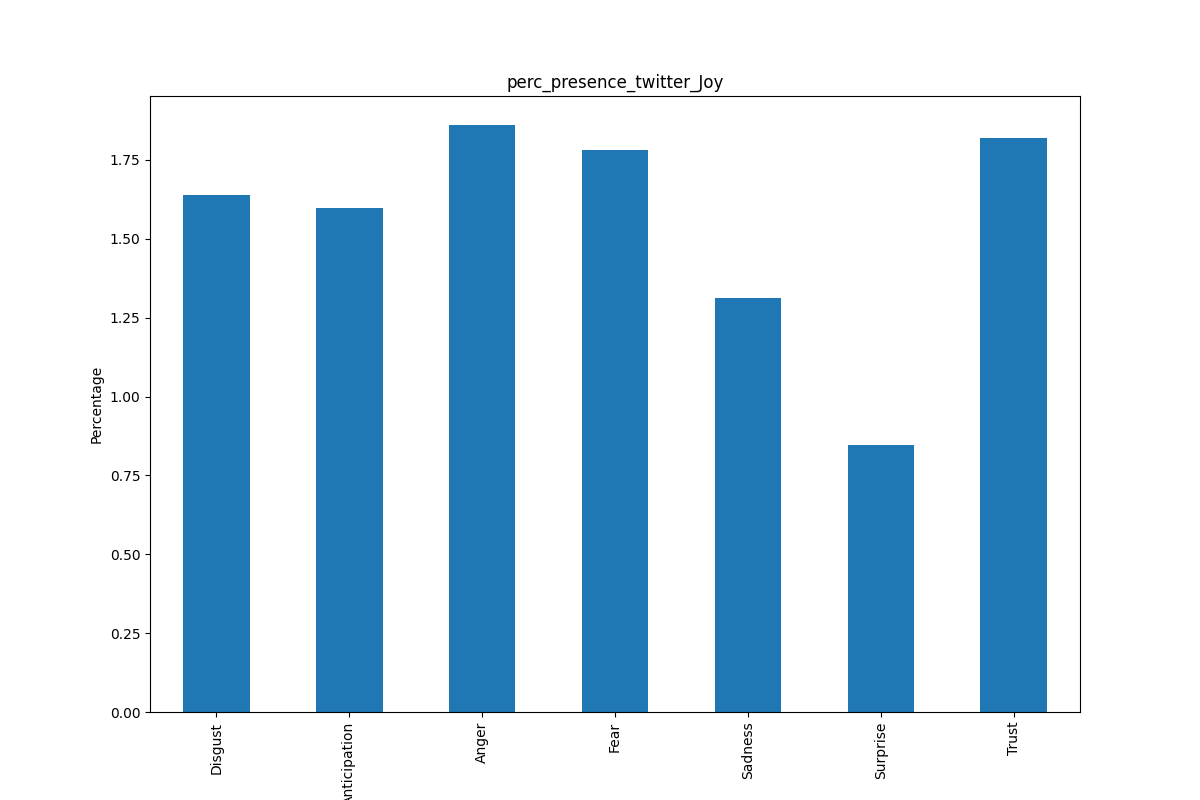 perc_presence_twitter_Joy
Percentage
1.75
1.50
1.25
1.00
0.75
0.50
0.25
0.00
Disgust
nticipation
Anger
Fear
Sadness
Surprise
Trust